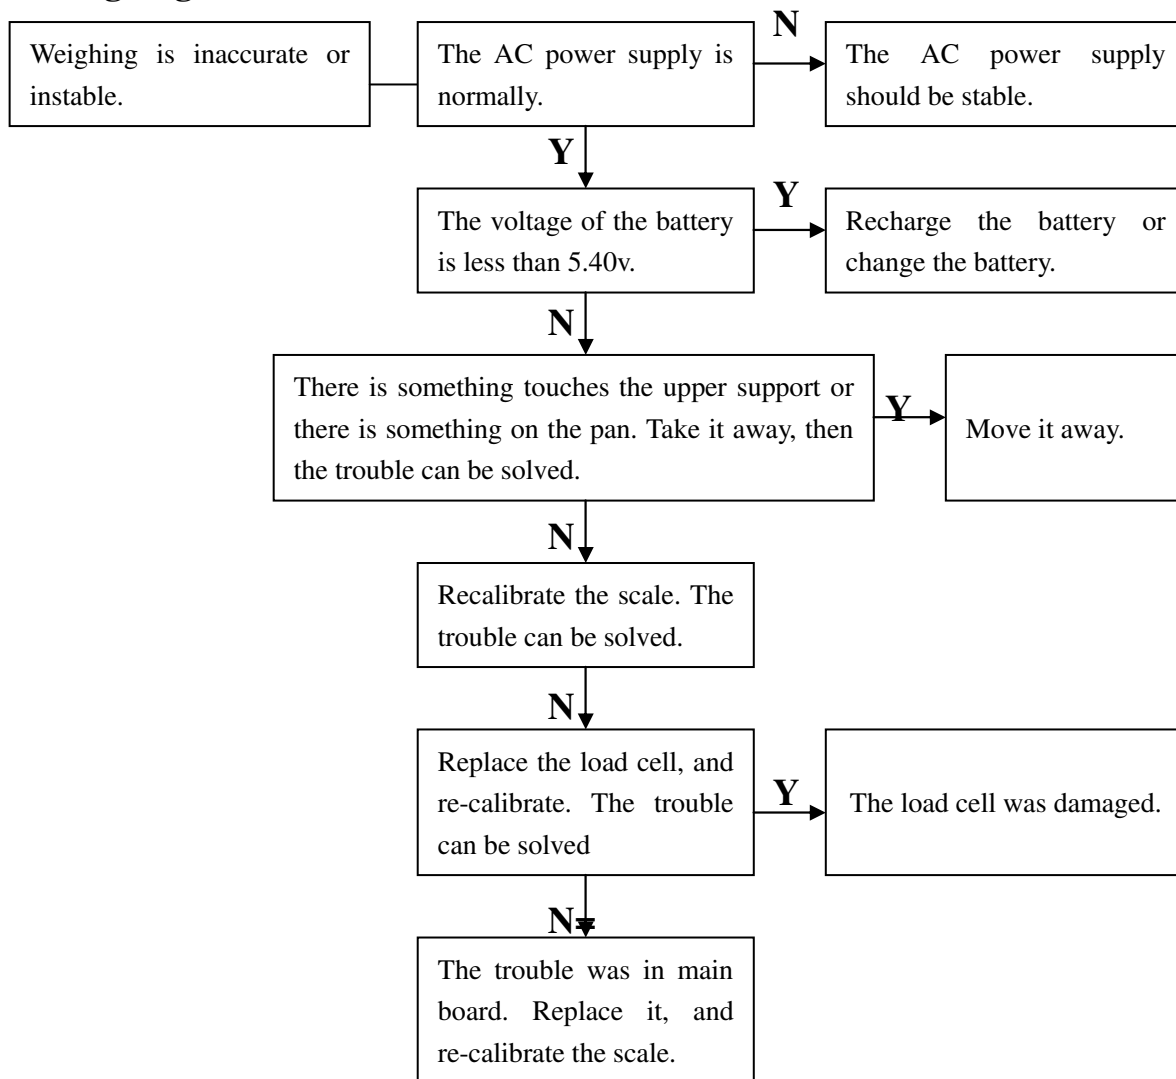 Weighing is inaccurate or
instable.
The AC power supply is
normally.
N
The AC power supply
should be stable.
Y
The voltage of the battery
is less than 5.40v.
Y
Recharge the battery or
change the battery.
N
There is something touches the upper support or
there is something on the pan. Take it away, then
the trouble can be solved.
Y
Move it away.
N
Recalibrate the scale. The
trouble can be solved.
N
Replace the load cell, and
re-calibrate. The trouble
can be solved
Y
The load cell was damaged.
N
The trouble was in main
board. Replace it, and
re-calibrate the scale.